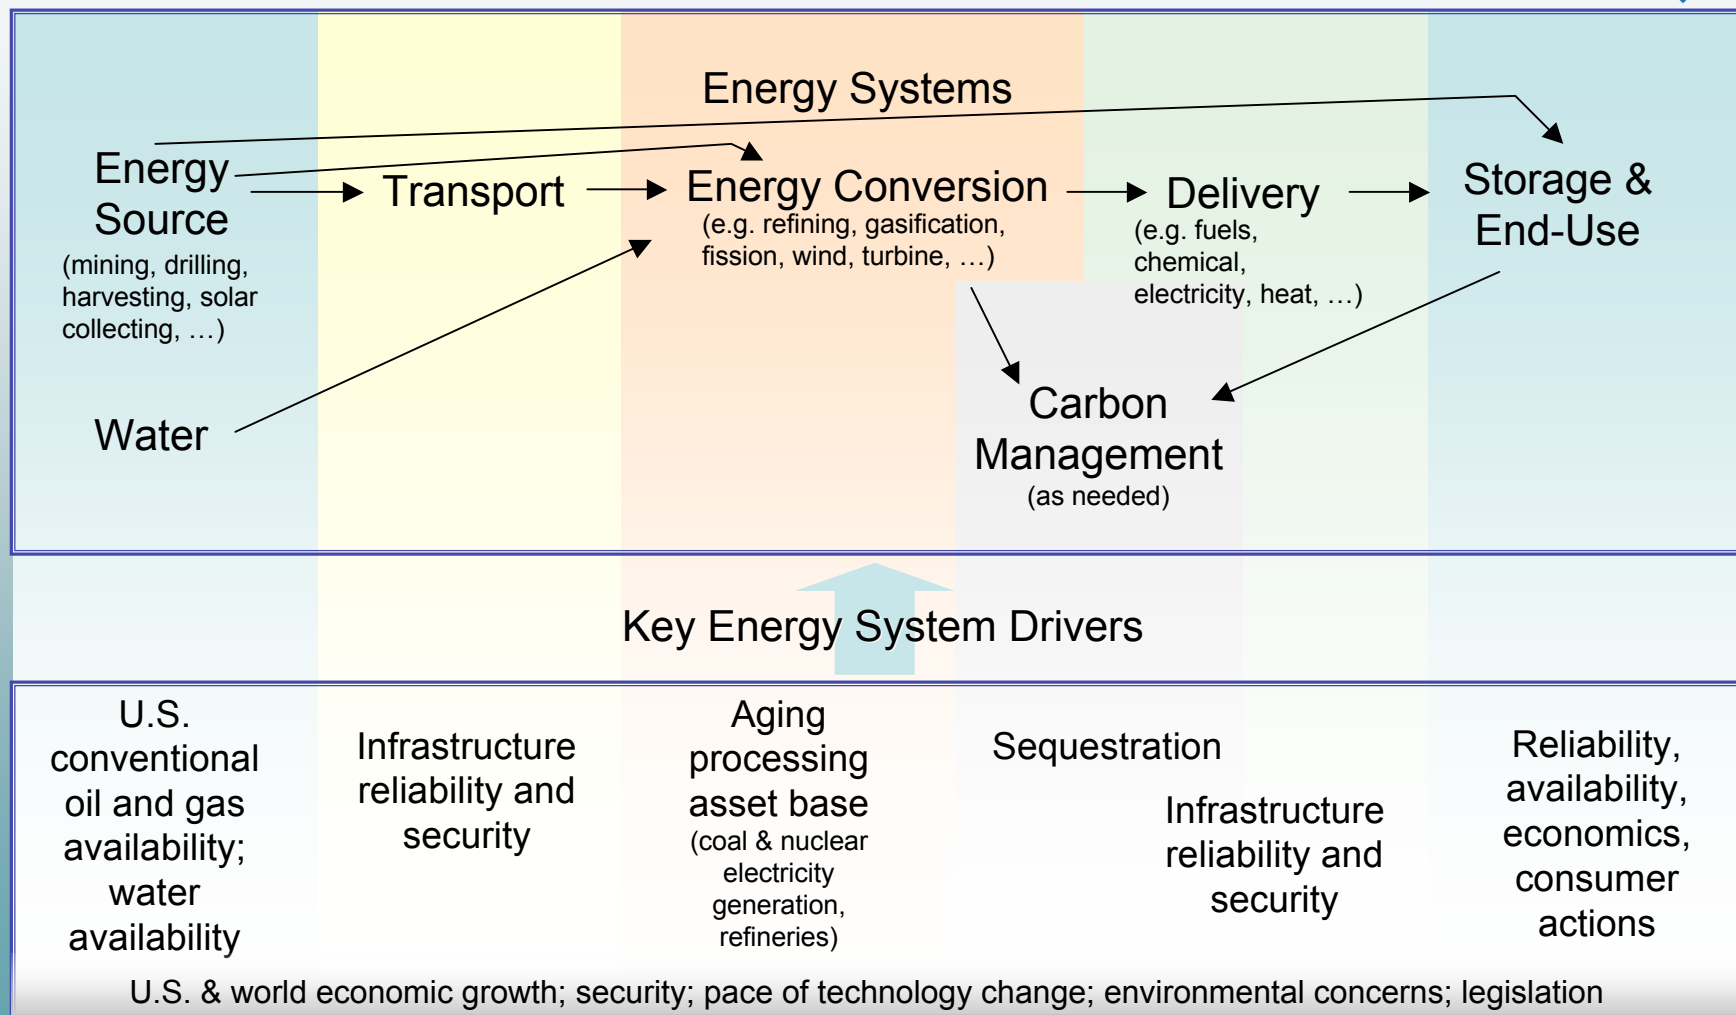 Energy Systems
Energy
Source
(mining, drilling,
harvesting, solar
collecting, …)
Transport
Energy Conversion
(e.g. refining, gasification,
fission, wind, turbine, …)
Delivery
(e.g. fuels,
chemical,
electricity, heat, …)
Storage &
End-Use
Water
Carbon
Management
(as needed)
Key Energy System Drivers
U.S.
conventional
oil and gas
availability;
water
availability
Infrastructure
reliability and
security
Aging
processing
asset base
(coal & nuclear
electricity
generation,
refineries)
Sequestration
Infrastructure
reliability and
security
Reliability,
availability,
economics,
consumer
actions
U.S. & world economic growth; security; pace of technology change; environmental concerns; legislation